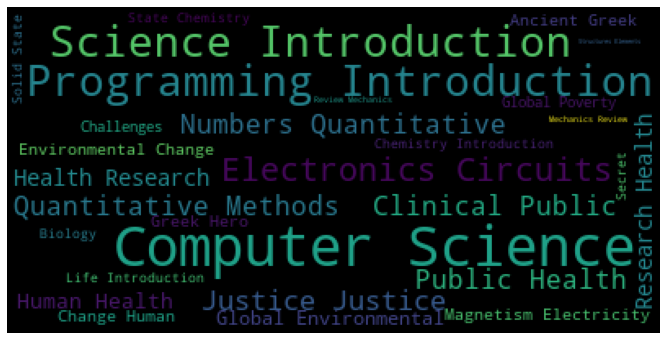 State Chemistry
Ancient Greek
Solid State
Science Introduction
Structures Elements
Programming Introduction
Review Mechanics
Global Poverty
Challenges
Numbers Quantitative
Mechanics Review
Environmental Change
Chemistry Introduction
Electronics Circuits
Health Research
Secret
Research Health
Quantitative Methods
Clinical Public
Greek Hero
Biology
Computer Science
Life Introduction
Public Health
Human Health
Justice Justice
Change Human
Global Environmental
Magnetism Electricity